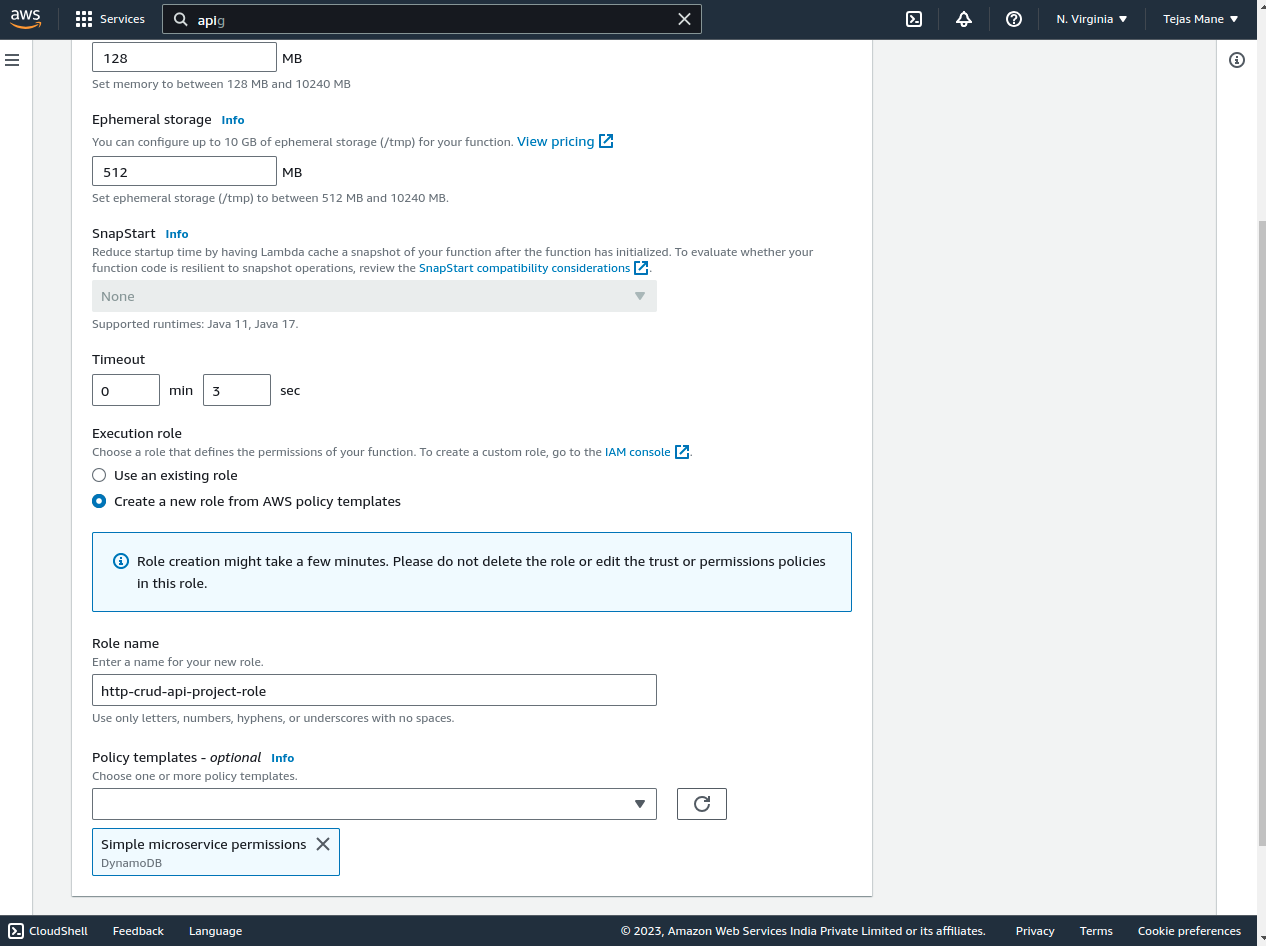 aws
Services
apig
N. Virginia
Tejas Mane
128
MB
Set memory to between 128 MB and 10240 MB
Ephemeral storage Info
You can configure up to 10 GB of ephemeral storage (/tmp) for your function. View pricing
512
MB
Set ephemeral storage (/tmp) to between 512 MB and 10240 MB.
SnapStart Info
Reduce startup time by having Lambda cache a snapshot of your function after the function has initialized. To evaluate whether your
function code is resilient to snapshot operations, review the SnapStart compatibility considerations .
None
Supported runtimes: Java 11, Java 17.
Timeout
0 min 3 sec
Execution role
Choose a role that defines the permissions of your function. To create a custom role, go to the IAM console .
Use an existing role
Create a new role from AWS policy templates
Role creation might take a few minutes. Please do not delete the role or edit the trust or permissions policies
in this role.
Role name
Enter a name for your new role.
http-crud-api-project-role
Use only letters, numbers, hyphens, or underscores with no spaces.
Policy templates - optional Info
Choose one or more policy templates.
Simple microservice permissions
DynamoDB
CloudShell Feedback Language © 2023, Amazon Web Services India Private Limited or its affiliates. Privacy Terms Cookie preferences